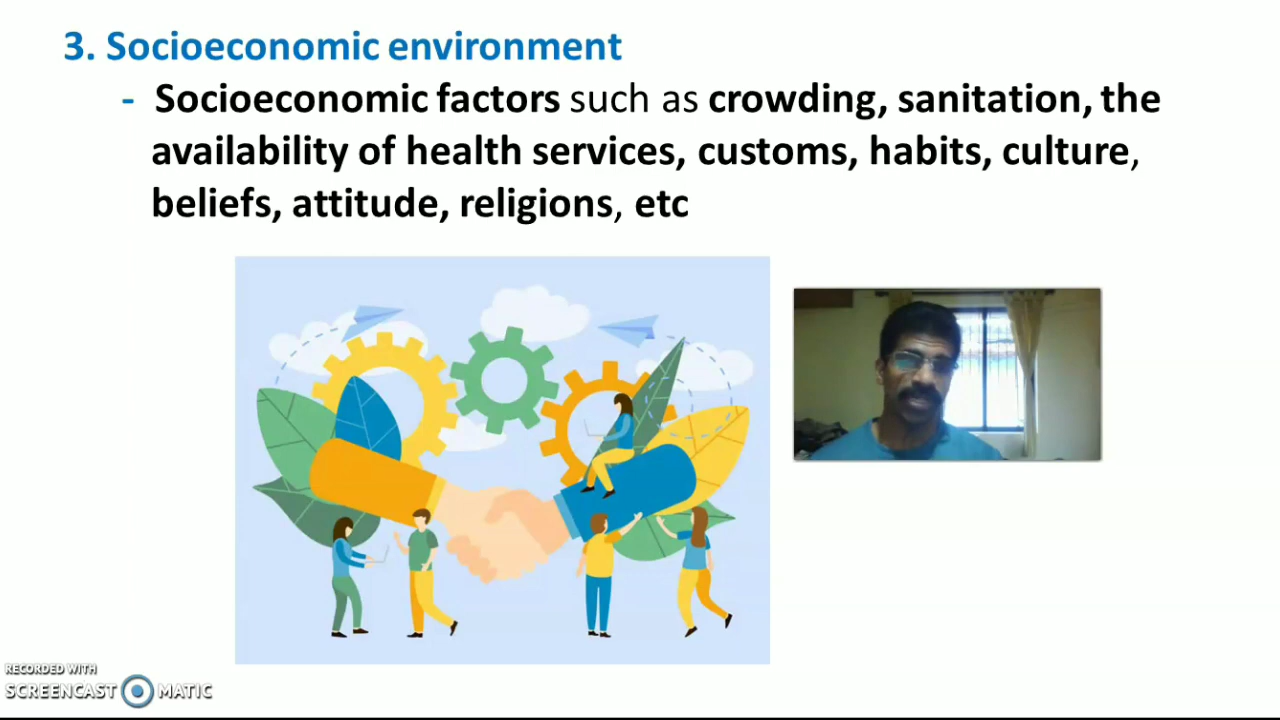 3. Socioeconomic environment
- Socioeconomic factors such as crowding, sanitation, the
availability of health services, customs, habits, culture,
beliefs, attitude, religions, etc
RECORDED WITH
SCREENCAST MATIC